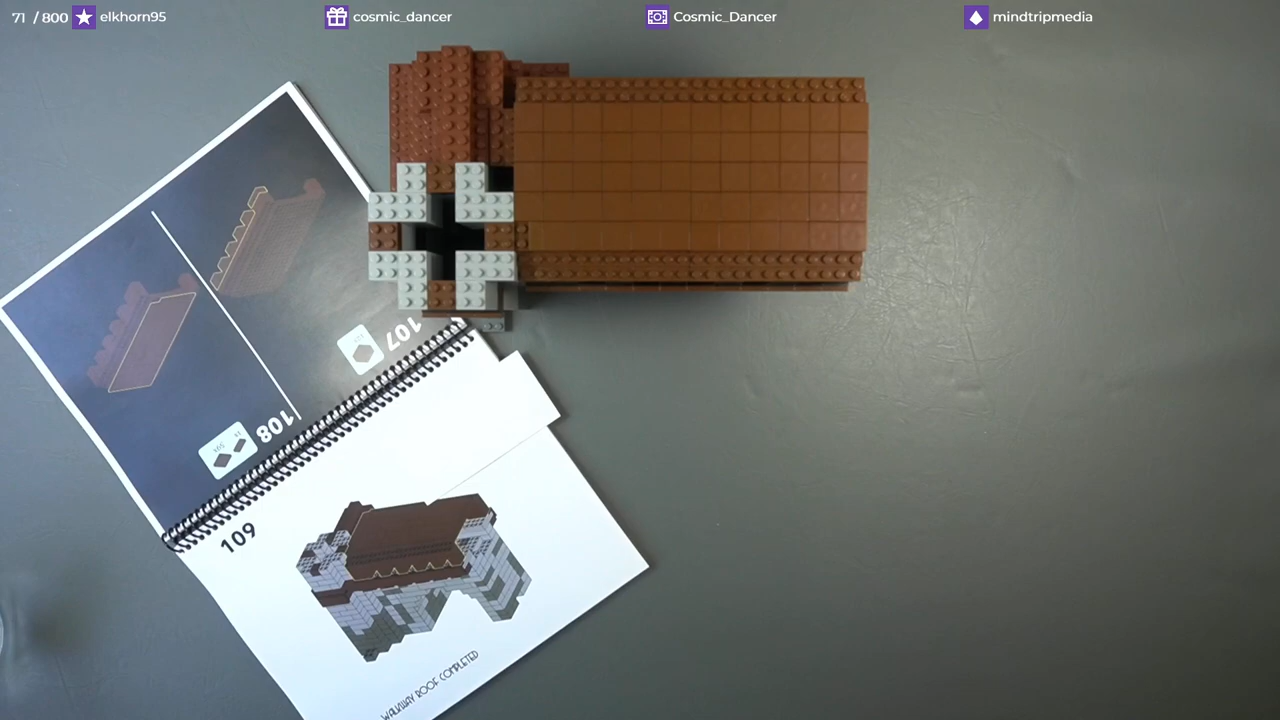 71 / 800
elkhorn95
cosmic_dancer
Cosmic_Dancer
mindtripmedia
107
108
109
WALKWAY ROOF COMPLETED